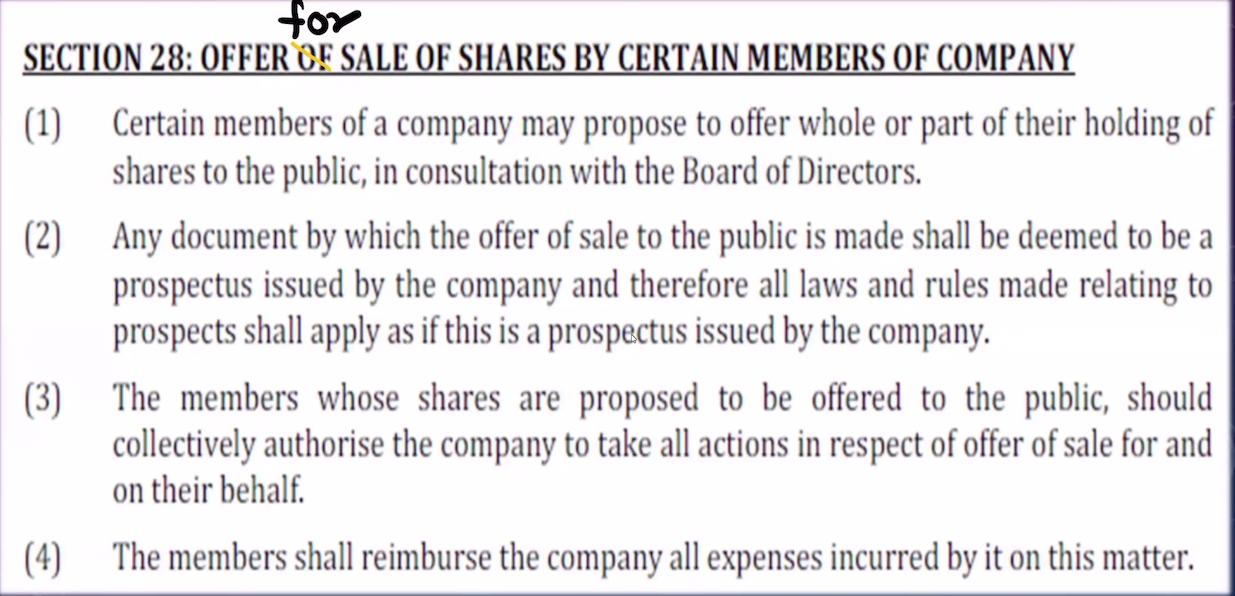 for
SECTION 28: OFFER OF SALE OF SHARES BY CERTAIN MEMBERS OF COMPANY
(1) Certain members of a company may propose to offer whole or part of their holding of
shares to the public, in consultation with the Board of Directors.
(2) Any document by which the offer of sale to the public is made shall be deemed to be a
prospectus issued by the company and therefore all laws and rules made relating to
prospects shall apply as if this is a prospectus issued by the company.
(3) The members whose shares are proposed to be offered to the public, should
collectively authorise the company to take all actions in respect of offer of sale for and
on their behalf.
(4) The members shall reimburse the company all expenses incurred by it on this matter.